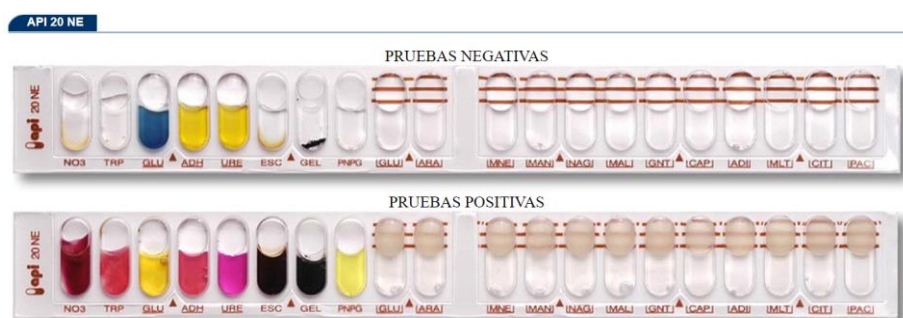 API 20 NE
PRUEBAS NEGATIVAS
api 20 NE
NO3 TRP GLU ADH URE ESC GEL PNPG |GLU| |ARA| |MNE| |MAN| |NAG| |MAL| |GNT| |CAP| |ADI| |MLT| |CIT| |PAC|
PRUEBAS POSITIVAS
api 20 NE
NO3 TRP GLU ADH URE ESC GEL PNPG |GLU| |ARA| |MNE| |MAN| |NAG| |MAL| |GNT| |CAP| |ADI| |MLT| |CIT| |PAC|